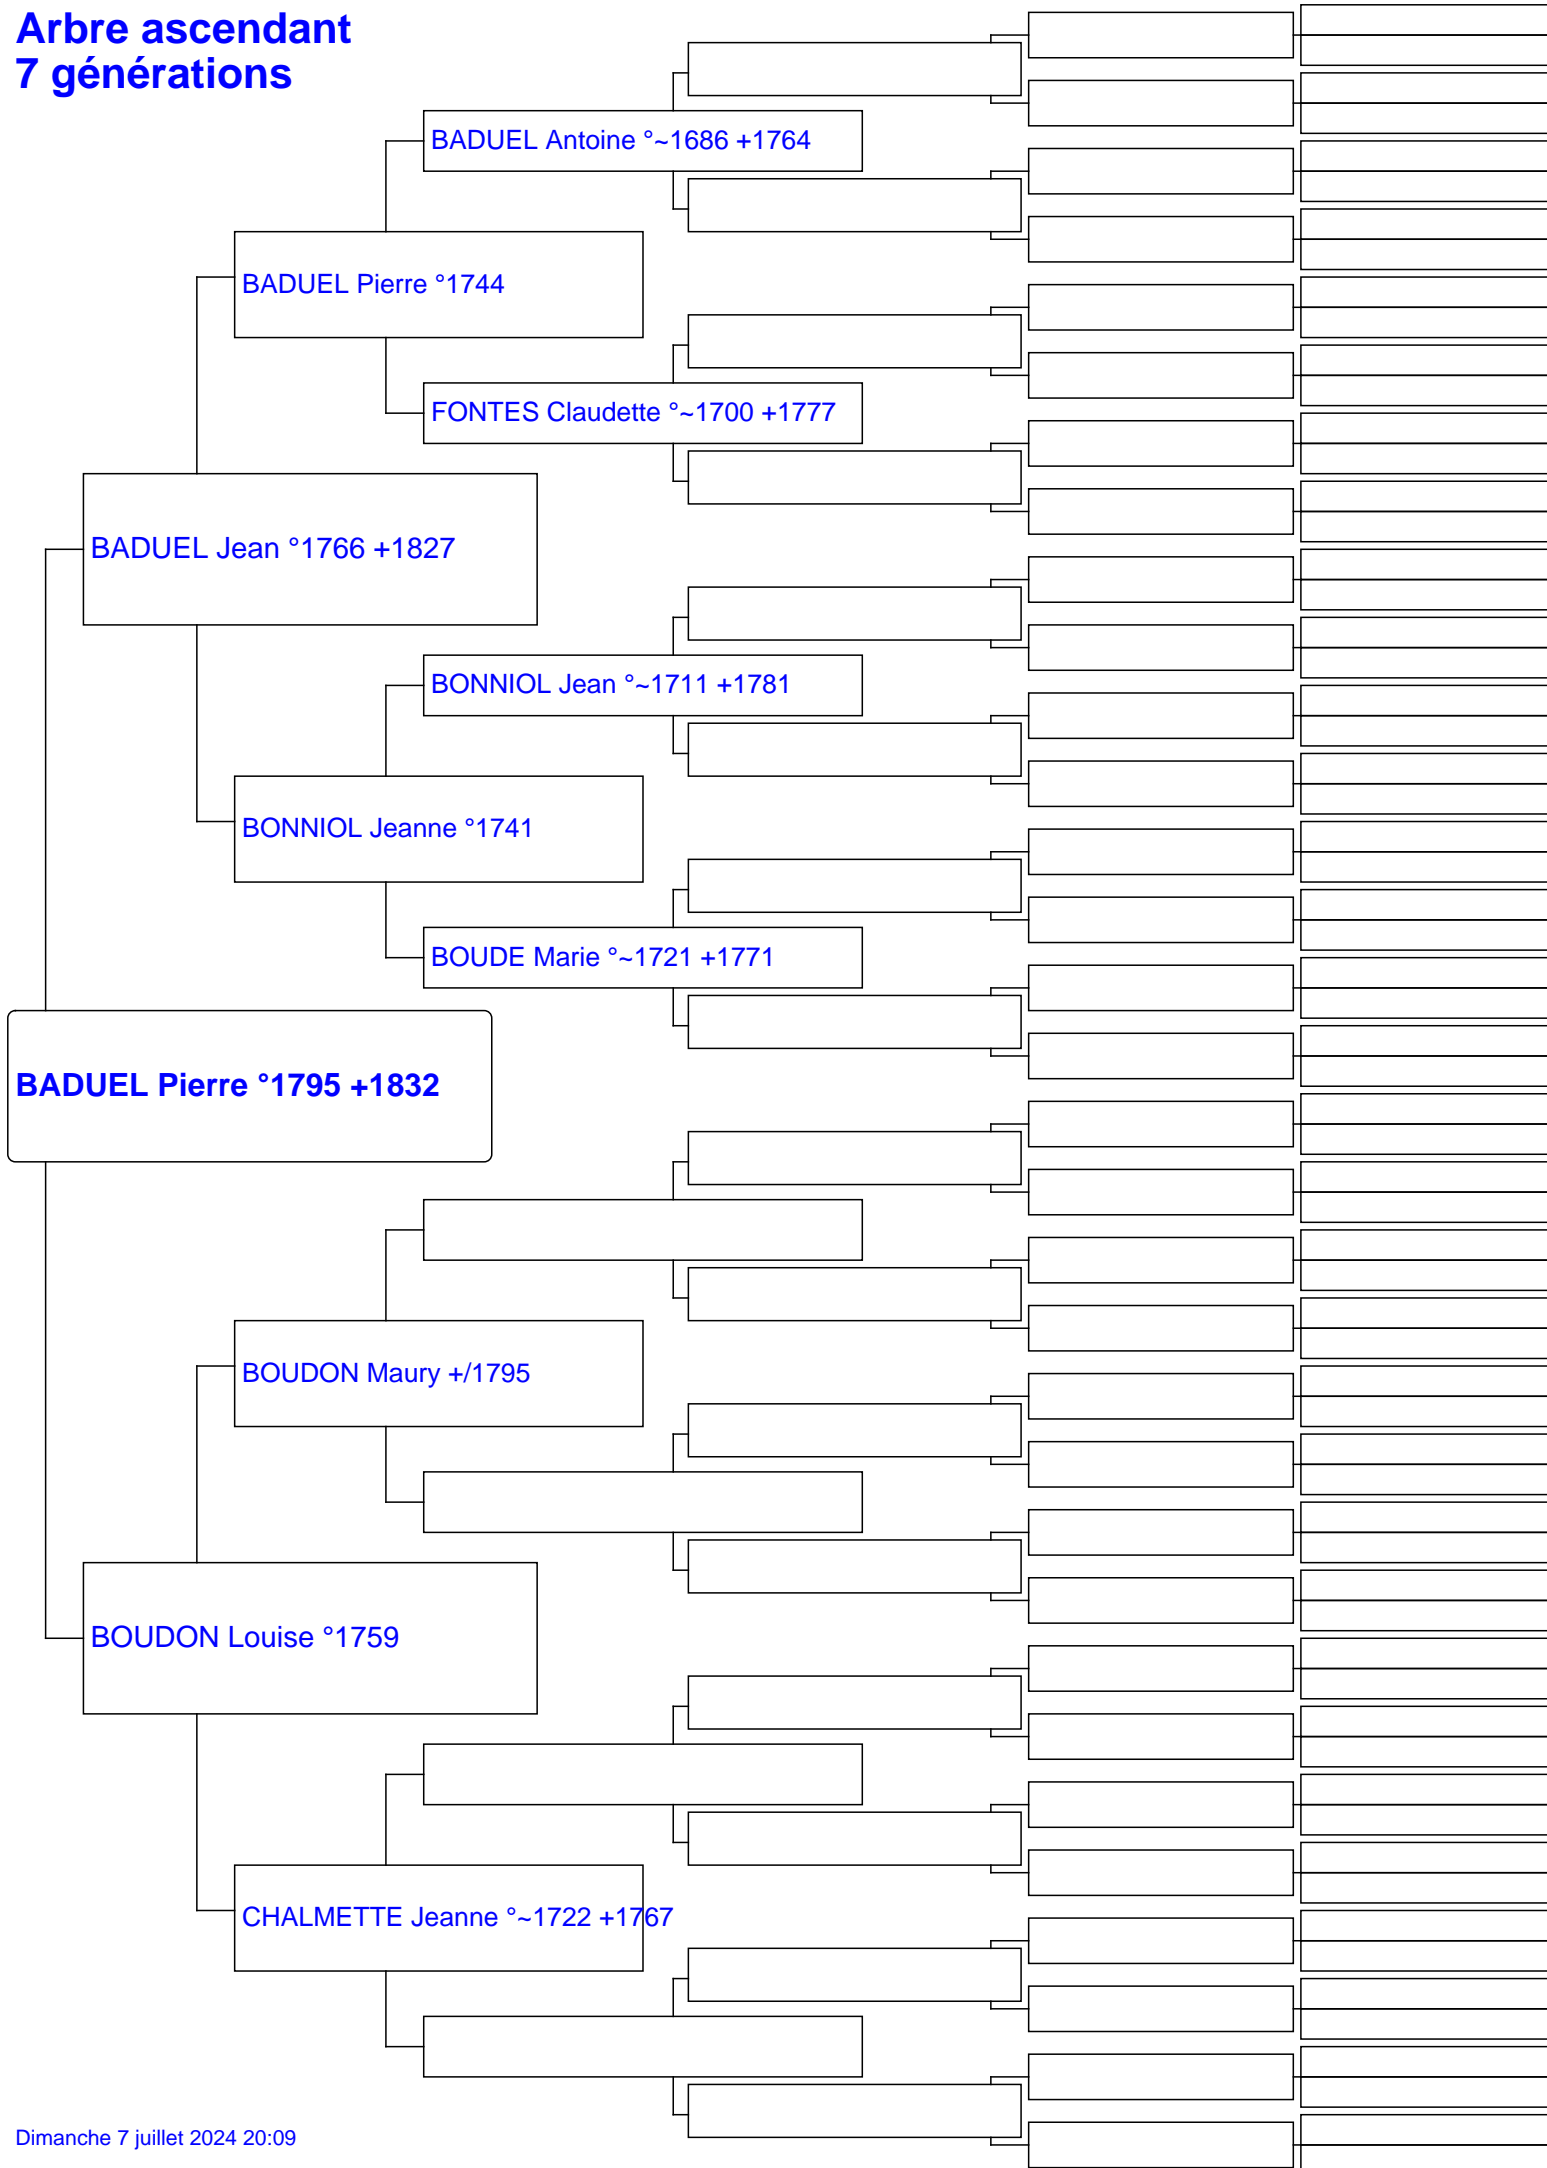 Arbre ascendant
7 générations
BADUEL Antoine °~1686 +1764
BADUEL Pierre °1744
FONTES Claudette °~1700 +1777
BADUEL Jean °1766 +1827
BONNIOL Jean °~1711 +1781
BONNIOL Jeanne °1741
BOUDE Marie °~1721 +1771
BADUEL Pierre °1795 +1832
BOUDON Maury +/1795
BOUDON Louise °1759
CHALMETTE Jeanne °~1722 +1767
Dimanche 7 juillet 2024 20:09